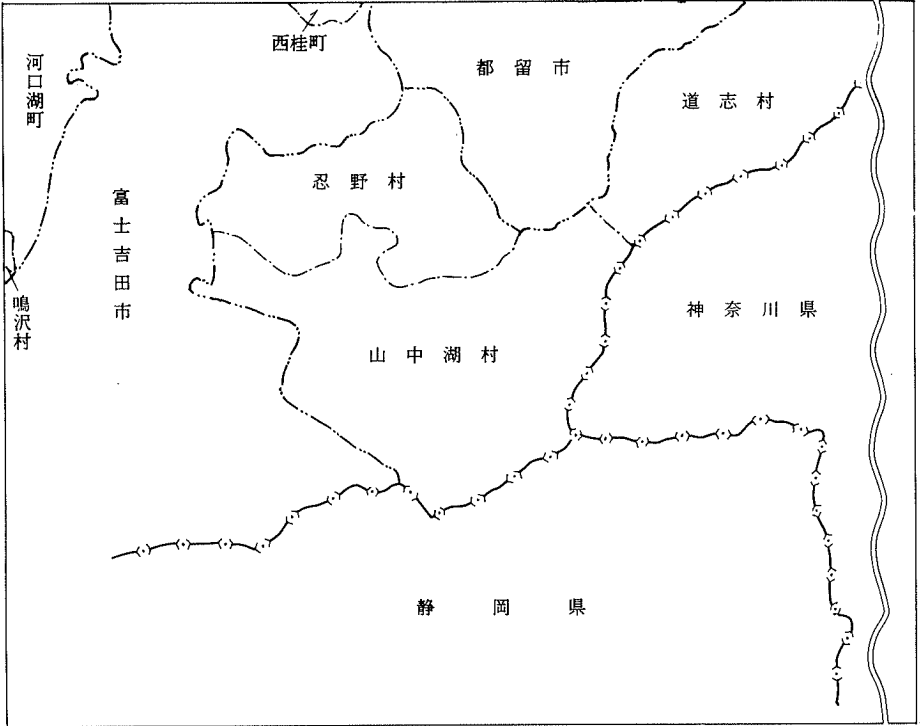 西桂町
都留市
道志村
河口湖町
忍野村
富士吉田市
鳴沢村
神奈川県
山中湖村
静岡県